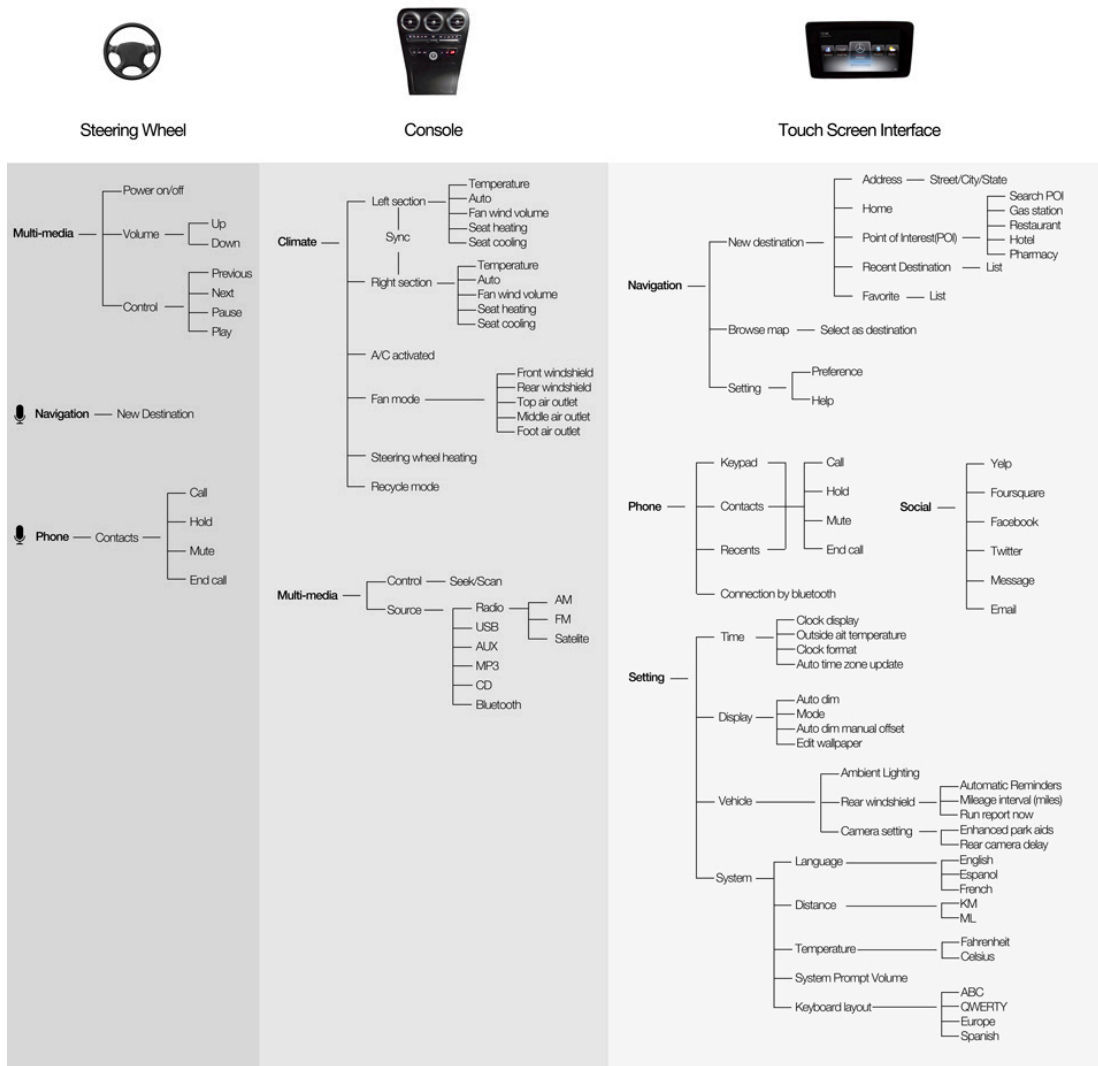 Steering Wheel
Console
Touch Screen Interface
Multi-media
Power on/off
Volume
Up
Down
Control
Previous
Next
Pause
Play
Navigation
New Destination
Phone
Contacts
Call
Hold
Mute
End call
Climate
Left section
Temperature
Auto
Fan wind volume
Seat heating
Seat cooling
Sync
Right section
Temperature
Auto
Fan wind volume
Seat heating
Seat cooling
A/C activated
Fan mode
Front windshield
Rear windshield
Top air outlet
Middle air outlet
Foot air outlet
Steering wheel heating
Recycle mode
Multi-media
Control
Seek/Scan
Source
Radio
AM
FM
Satelite
USB
AUX
MP3
CD
Bluetooth
Navigation
New destination
Address
Street/City/State
Home
Point of Interest(POI)
Search POI
Gas station
Restaurant
Hotel
Pharmacy
Recent Destination
List
Favorite
List
Browse map
Select as destination
Setting
Preference
Help
Phone
Keypad
Contacts
Recents
Call
Hold
Mute
End call
Connection by bluetooth
Social
Yelp
Foursquare
Facebook
Twitter
Message
Email
Setting
Time
Clock display
Outside ait temperature
Clock format
Auto time zone update
Display
Auto dim
Mode
Auto dim manual offset
Edit wallpaper
Vehicle
Ambient Lighting
Rear windshield
Automatic Reminders
Mileage interval (miles)
Run report now
Camera setting
Enhanced park aids
Rear camera delay
System
Language
English
Espanol
French
Distance
KM
ML
Temperature
Fahrenheit
Celsius
System Prompt Volume
Keyboard layout
ABC
QWERTY
Europe
Spanish